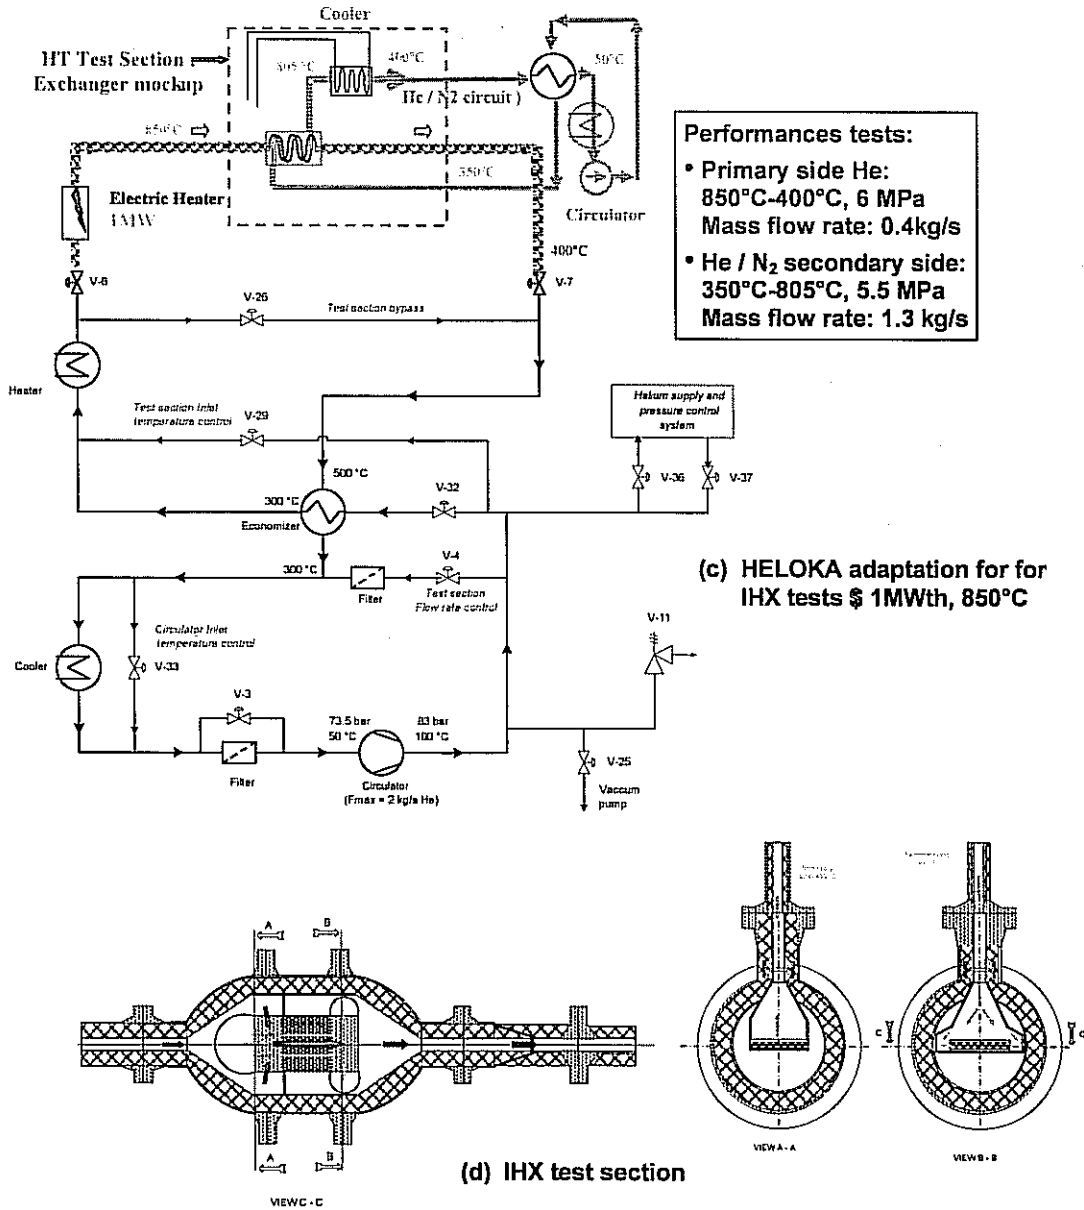 Cooler
HT Test Section
Exchanger mockup
805°C
400°C
50°C
He / N2 circuit )
850°C
350°C
Electric Heater
1MW
Circulator
400°C
Performances tests:
• Primary side He:
850°C-400°C, 6 MPa
Mass flow rate: 0.4kg/s
• He / N2 secondary side:
350°C-805°C, 5.5 MPa
Mass flow rate: 1.3 kg/s
V-6
V-7
V-26
Test section bypass
Heater
Test section Inlet
temperature control
V-29
Helium supply and
pressure control
system
500 °C
V-36
V-37
V-32
300 °C
Economizer
300 °C
V-4
Filter
Test section
Flow rate control
(c) HELOKA adaptation for for
IHX tests $ 1MWth, 850°C
Circulator Inlet
temperature control
V-11
Cooler
V-33
V-3
73.5 bar
50 °C
83 bar
100 °C
Filter
Circulator
(Fmax = 2 kg/s He)
V-25
Vaccum
pump
A
B
C
C
A
B
VIEW A - A
VIEW B - B
(d) IHX test section
VIEW C - C